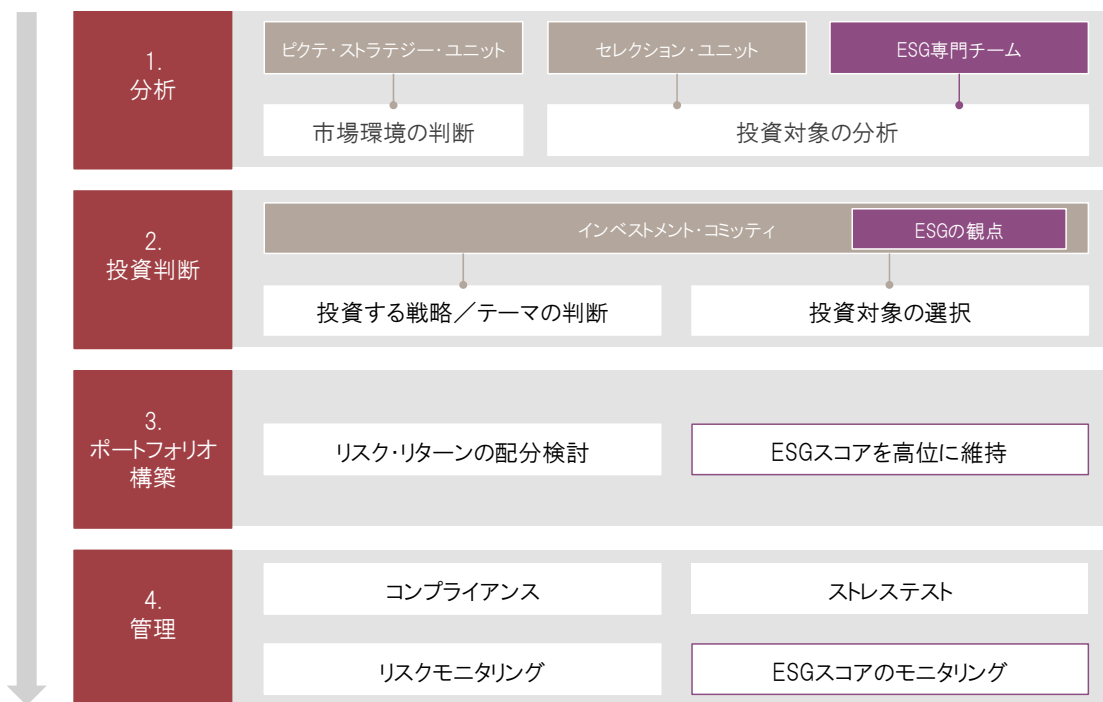 1.
分析
ピクテ・ストラテジー・ユニット
セレクション・ユニット
ESG専門チーム
市場環境の判断
投資対象の分析
2.
投資判断
インベストメント・コミッティ
ESGの観点
投資する戦略／テーマの判断
投資対象の選択
3.
ポートフォリオ
構築
リスク・リターンの配分検討
ESGスコアを高位に維持
4.
管理
コンプライアンス
ストレステスト
リスクモニタリング
ESGスコアのモニタリング